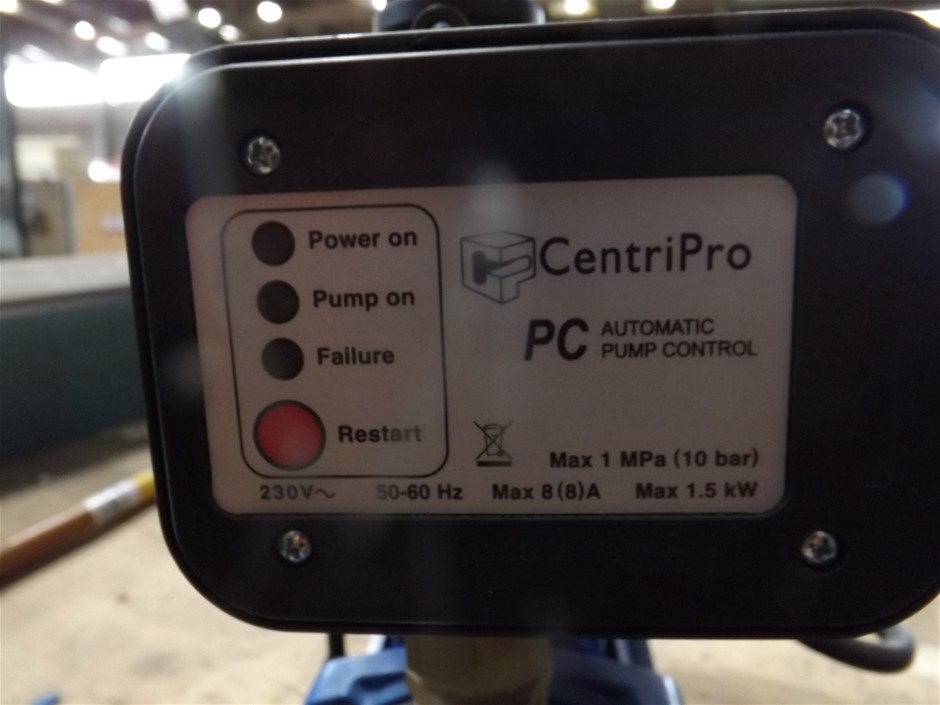 Power on
Pump on
Failure
Restart
CentriPro
PC AUTOMATIC
PUMP CONTROL
Max 1 MPa (10 bar)
230V~ 50-60 Hz Max 8(8)A Max 1.5 kW